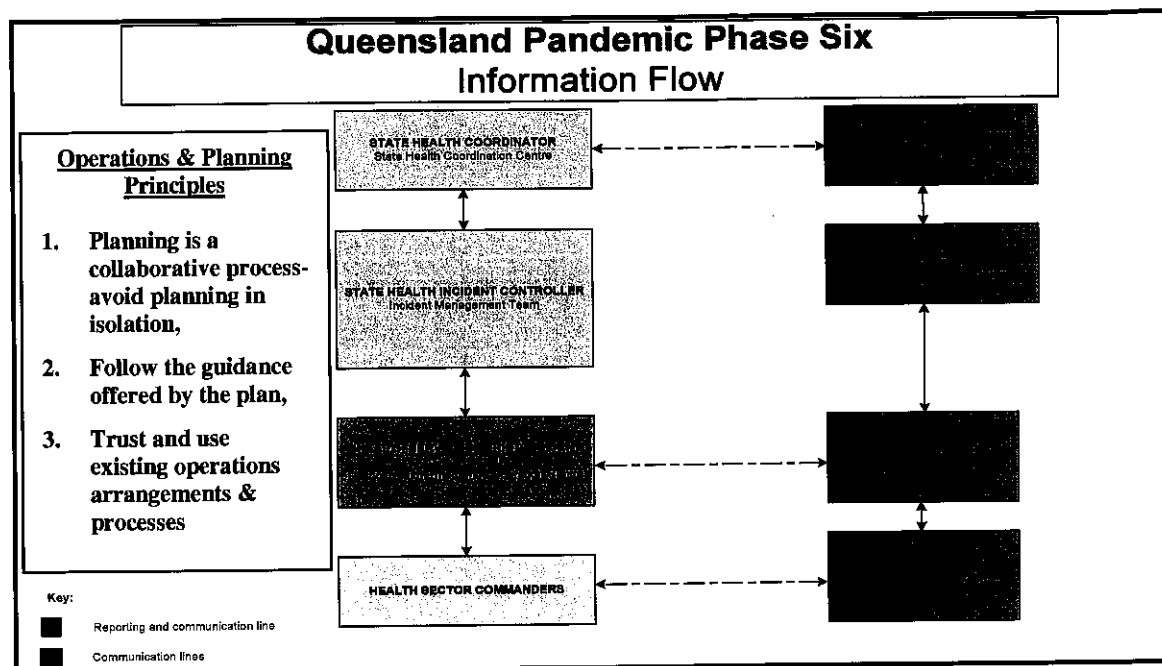 Queensland Pandemic Phase Six
Information Flow
Operations & Planning
Principles
1. Planning is a
collaborative process-
avoid planning in
isolation,
2. Follow the guidance
offered by the plan,
3. Trust and use
existing operations
arrangements &
processes
STATE HEALTH COORDINATOR
State Health Coordination Centre
STATE HEALTH INCIDENT CONTROLLER
Incident Management Team
HEALTH SECTOR COMMANDERS
Key:
Reporting and communication line
Communication lines